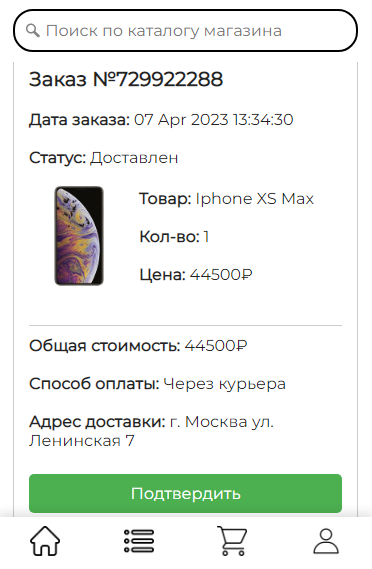 Поиск по каталогу магазина
Заказ №729922288
Дата заказа: 07 Apr 2023 13:34:30
Статус: Доставлен
Товар: Iphone XS Max
Кол-во: 1
Цена: 44500₽
Общая стоимость: 44500₽
Способ оплаты: Через курьера
Адрес доставки: г. Москва ул.
Ленинская 7
Подтвердить